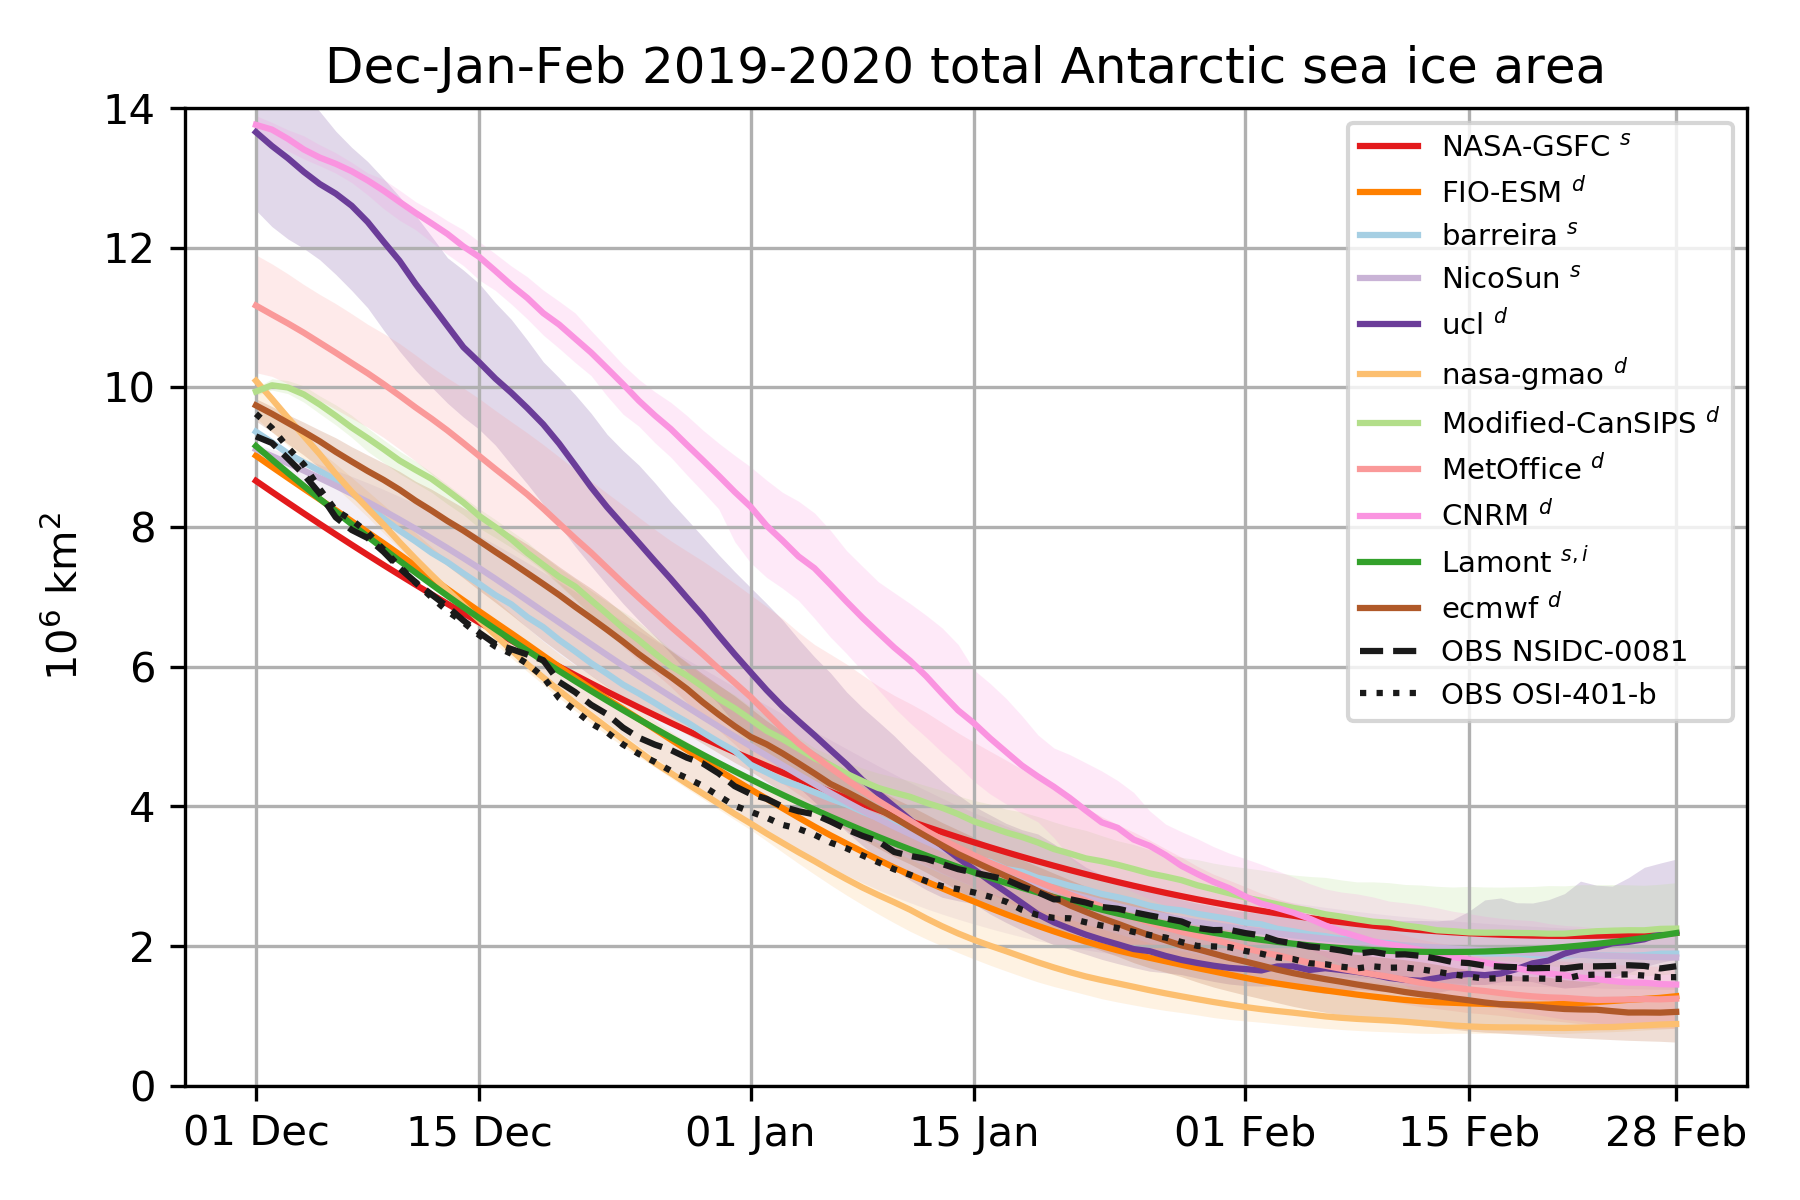 Dec-Jan-Feb 2019-2020 total Antarctic sea ice area
14
12
10
8
6
4
2
0
10⁶ km²
01 Dec
15 Dec
01 Jan
15 Jan
01 Feb
15 Feb
28 Feb
NASA-GSFC ˢ
FIO-ESM ᵈ
barreira ˢ
NicoSun ˢ
ucl ᵈ
nasa-gmao ᵈ
Modified-CanSIPS ᵈ
MetOffice ᵈ
CNRM ᵈ
Lamont ˢ,ⁱ
ecmwf ᵈ
OBS NSIDC-0081
OBS OSI-401-b